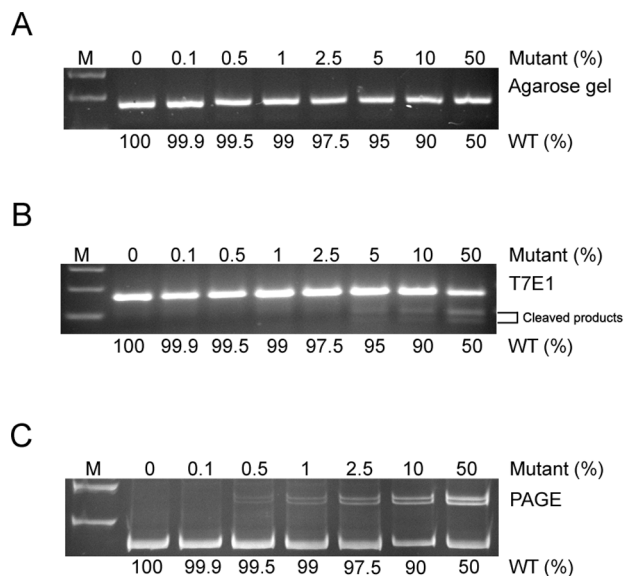 A
M 0 0.1 0.5 1 2.5 5 10 50 Mutant (%)
Agarose gel
100 99.9 99.5 99 97.5 95 90 50 WT (%)
B
M 0 0.1 0.5 1 2.5 5 10 50 Mutant (%)
T7E1
Cleaved products
100 99.9 99.5 99 97.5 95 90 50 WT (%)
C
M 0 0.1 0.5 1 2.5 10 50 Mutant (%)
PAGE
100 99.9 99.5 99 97.5 90 50 WT (%)